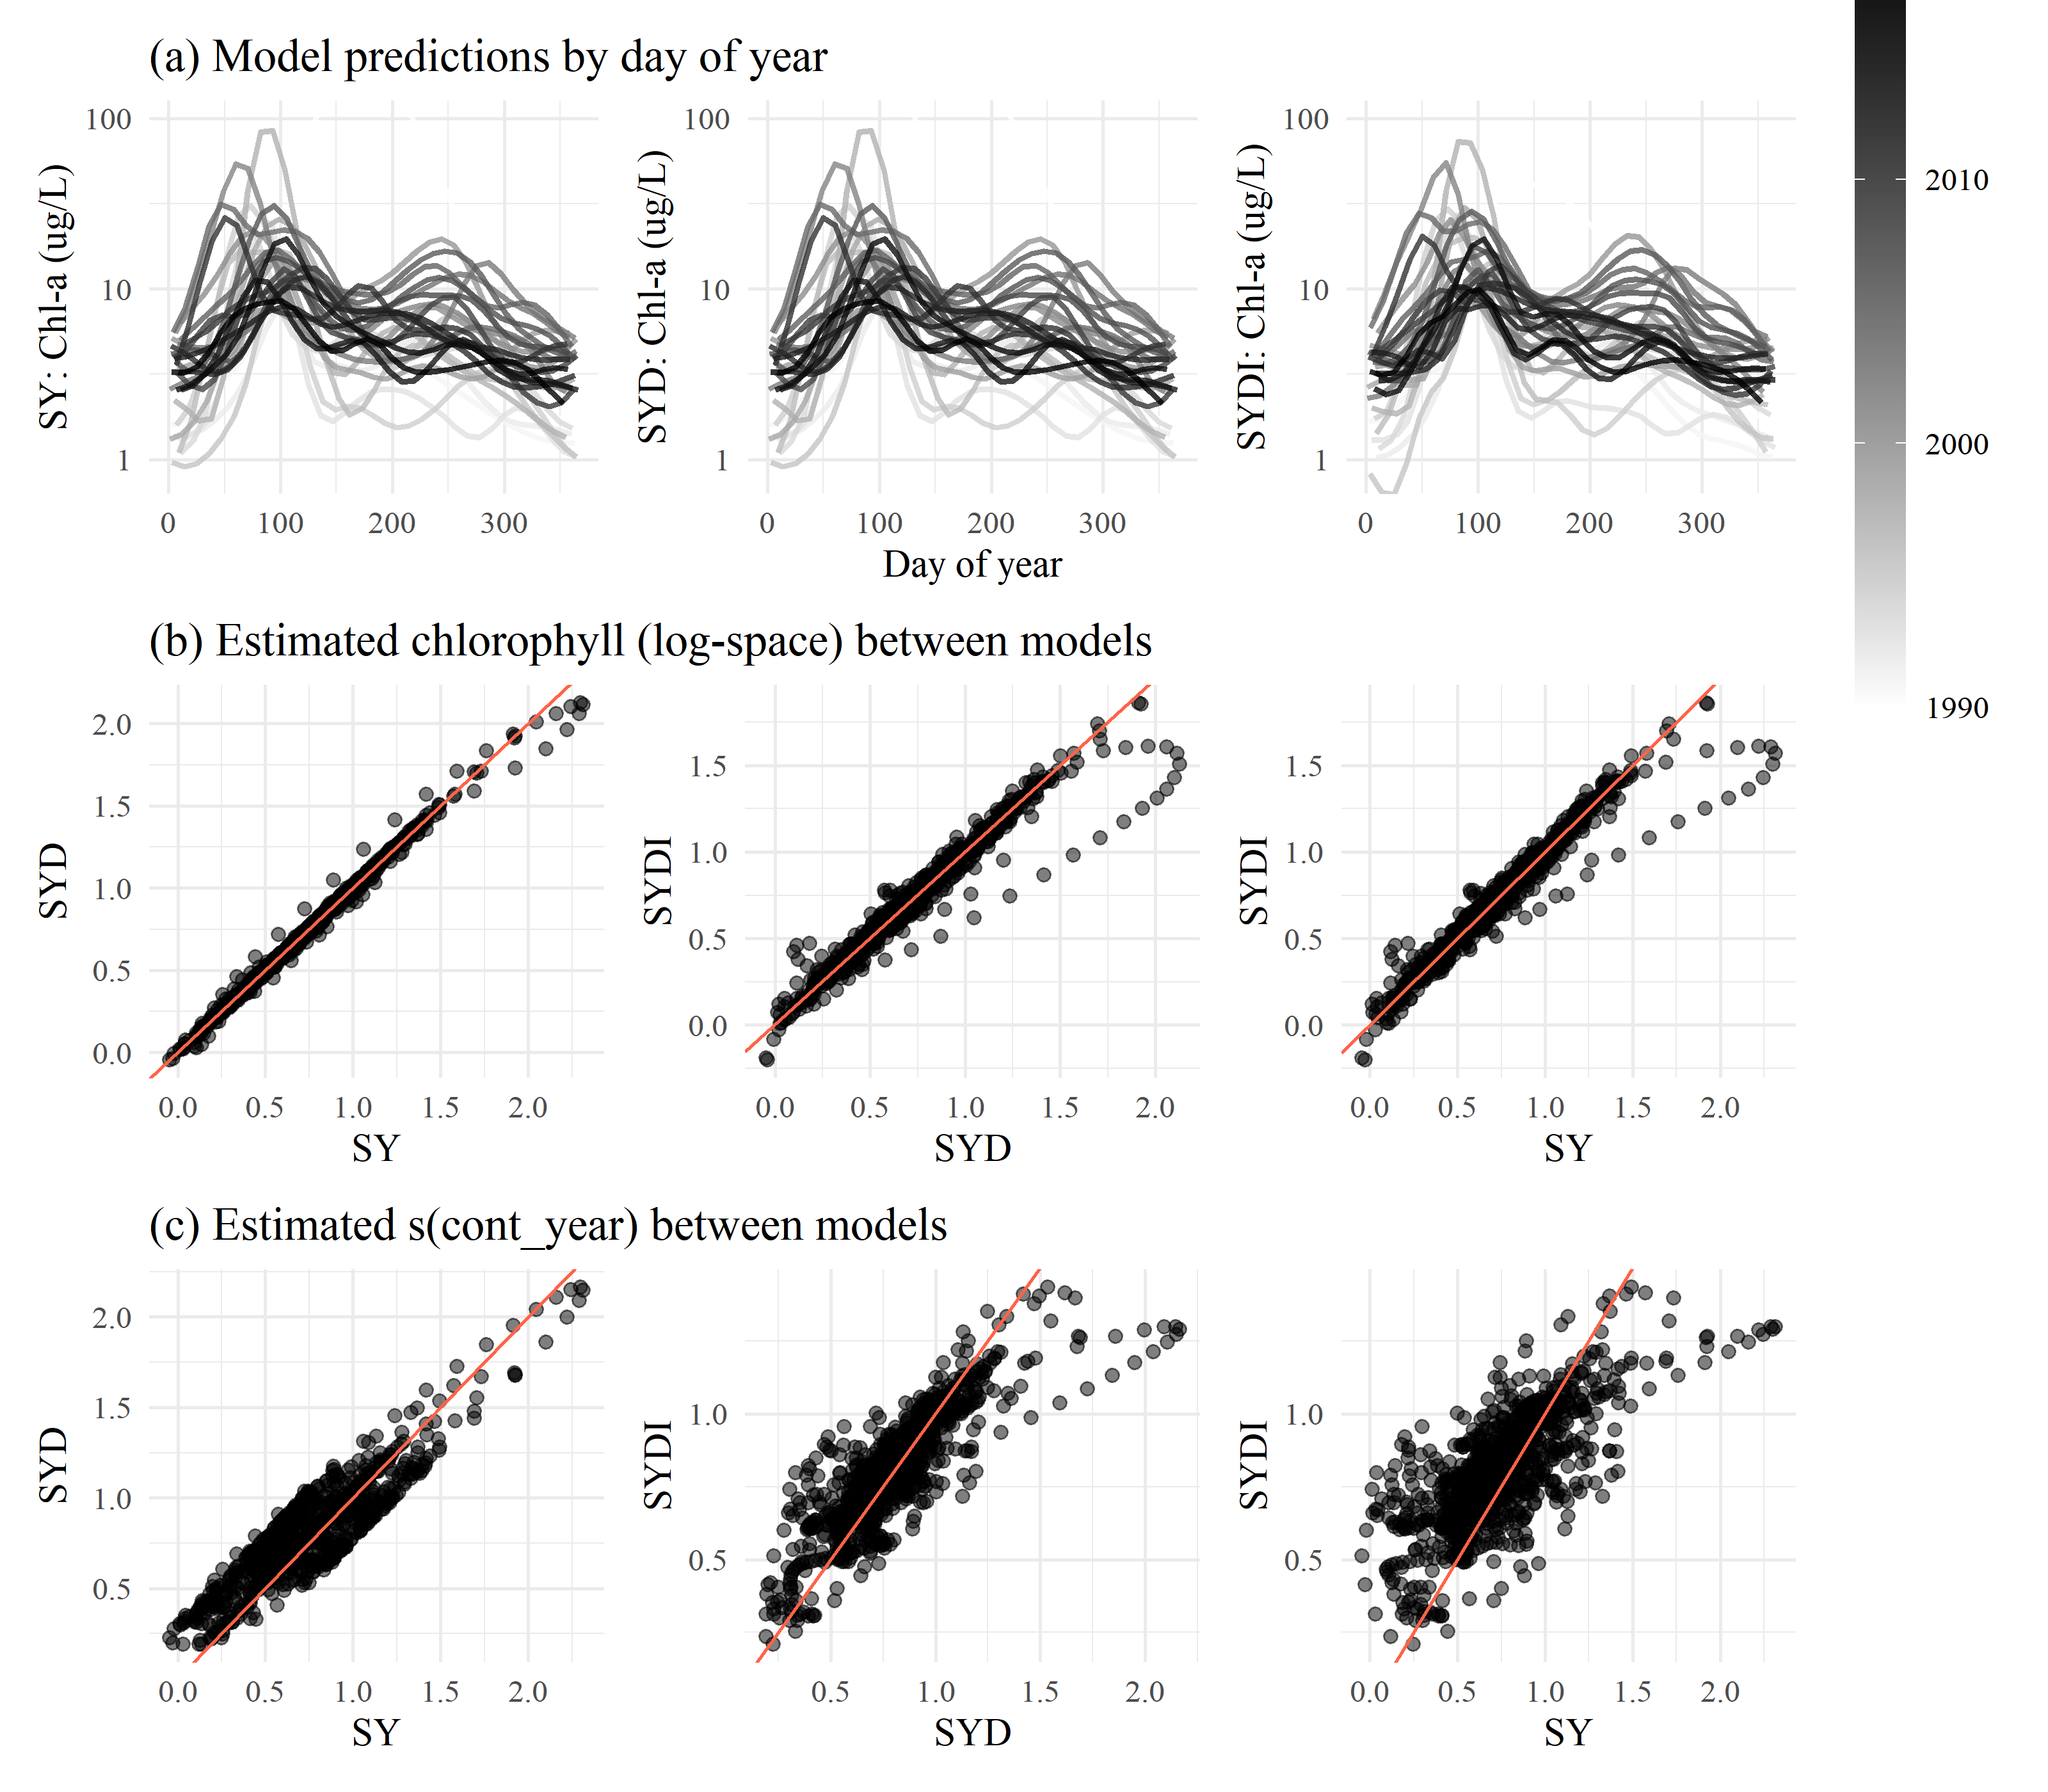 (a) Model predictions by day of year
SY: Chl-a (ug/L)
100
10
1
0 100 200 300
SYD: Chl-a (ug/L)
100
10
1
0 100 200 300
SYDI: Chl-a (ug/L)
100
10
1
0 100 200 300
Day of year
2010
2000
1990
(b) Estimated chlorophyll (log-space) between models
SYD
2.0
1.5
1.0
0.5
0.0
0.0 0.5 1.0 1.5 2.0
SY
SYDI
1.5
1.0
0.5
0.0
0.0 0.5 1.0 1.5 2.0
SYD
SYDI
1.5
1.0
0.5
0.0
0.0 0.5 1.0 1.5 2.0
SY
(c) Estimated s(cont_year) between models
SYD
2.0
1.5
1.0
0.5
0.0 0.5 1.0 1.5 2.0
SY
SYDI
1.0
0.5
0.5 1.0 1.5 2.0
SYD
SYDI
1.0
0.5
0.0 0.5 1.0 1.5 2.0
SY